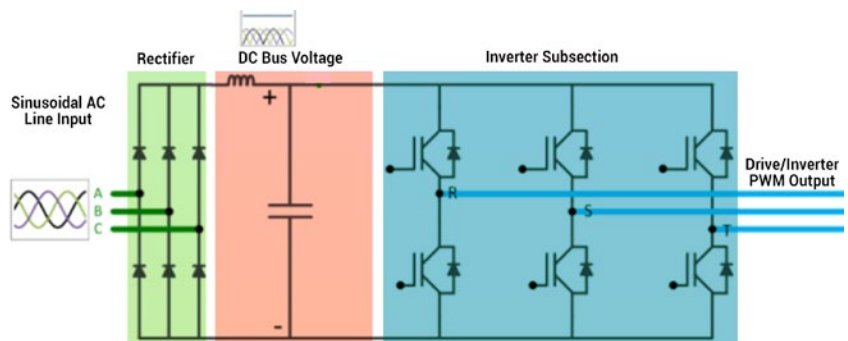 Rectifier
DC Bus Voltage
Inverter Subsection
Sinusoidal AC
Line Input
+
Drive/Inverter
PWM Output
A
R
B
S
C
T
-